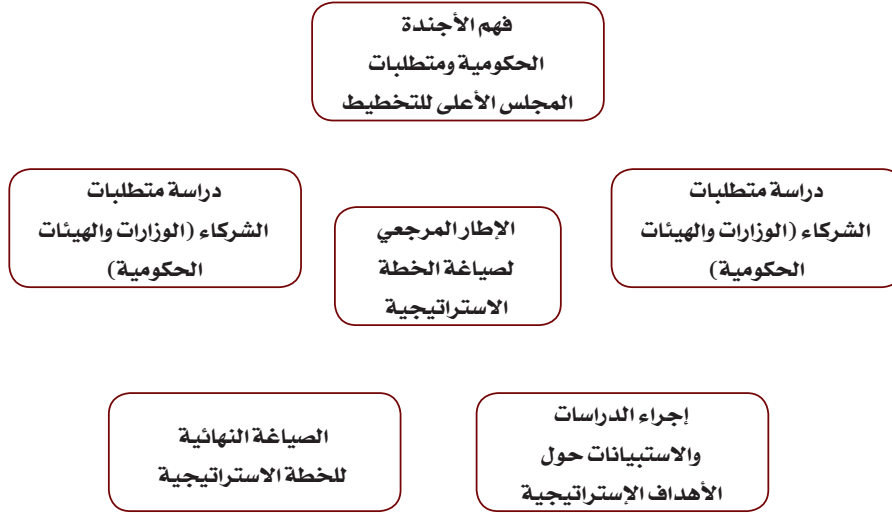 فهم الأجندة
الحكومية ومتطلبات
المجلس الأعلى للتخطيط
دراسة متطلبات
الشركاء (الوزارات والهيئات
الحكومية)
الإطار المرجعي
لصياغة الخطة
الاستراتيجية
دراسة متطلبات
الشركاء (الوزارات والهيئات
الحكومية)
إجراء الدراسات
والاستبيانات حول
الأهداف الإستراتيجية
الصياغة النهائية
للخطة الاستراتيجية